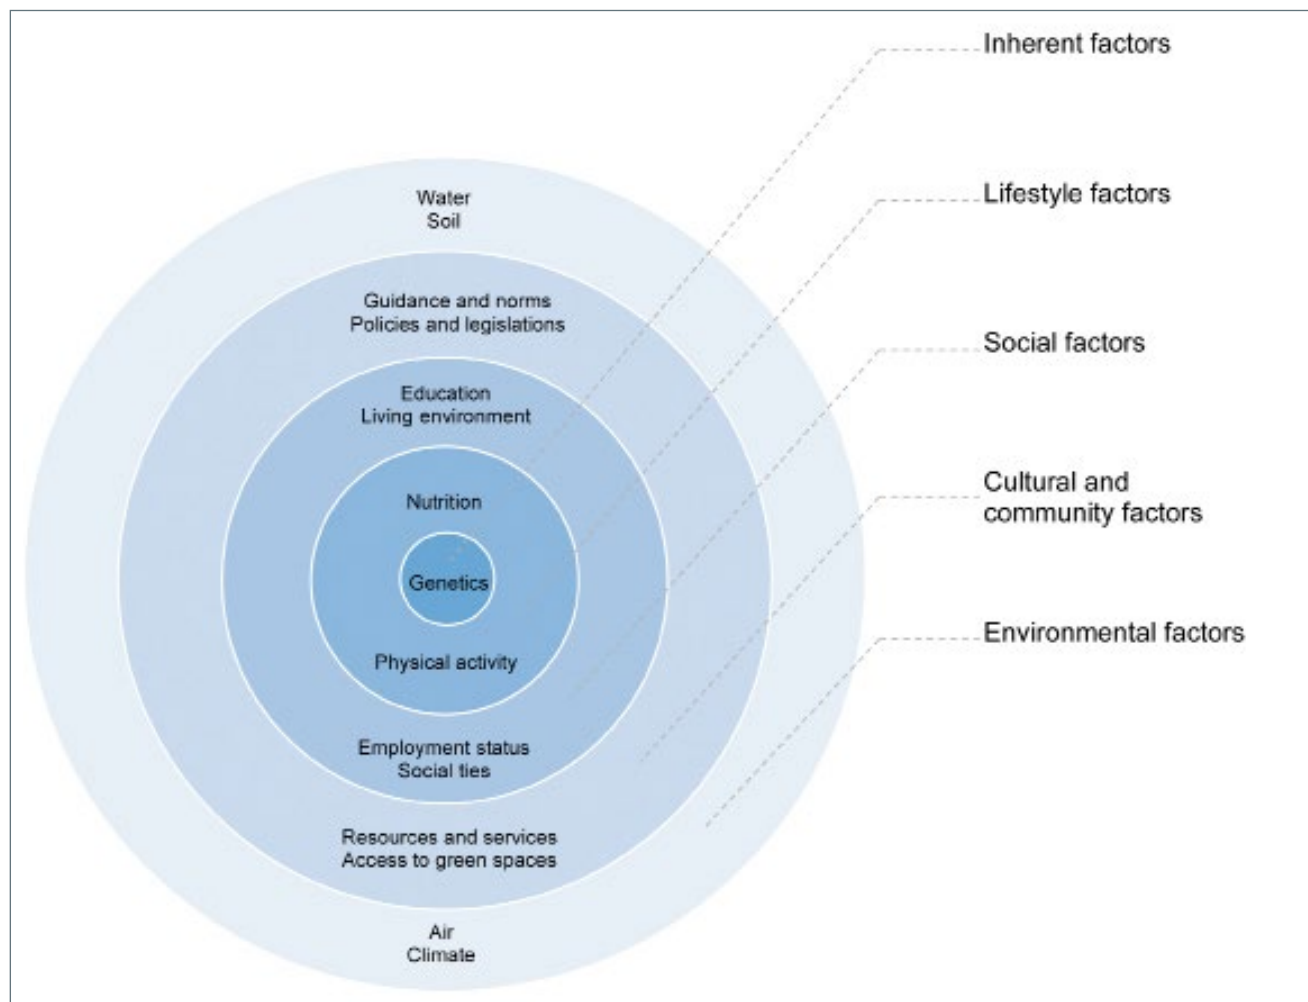 Inherent factors
Lifestyle factors
Water
Soil
Guidance and norms
Policies and legislations
Social factors
Education
Living environment
Nutrition
Cultural and
community factors
Genetics
Environmental factors
Physical activity
Employment status
Social ties
Resources and services
Access to green spaces
Air
Climate